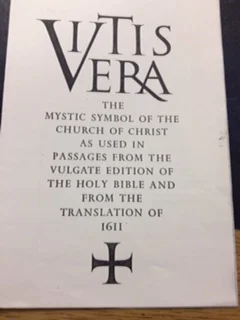 VITIS
VERA
THE
MYSTIC SYMBOL OF THE
CHURCH OF CHRIST
AS USED IN
PASSAGES FROM THE
VULGATE EDITION OF
THE HOLY BIBLE AND
FROM THE
TRANSLATION OF
1611